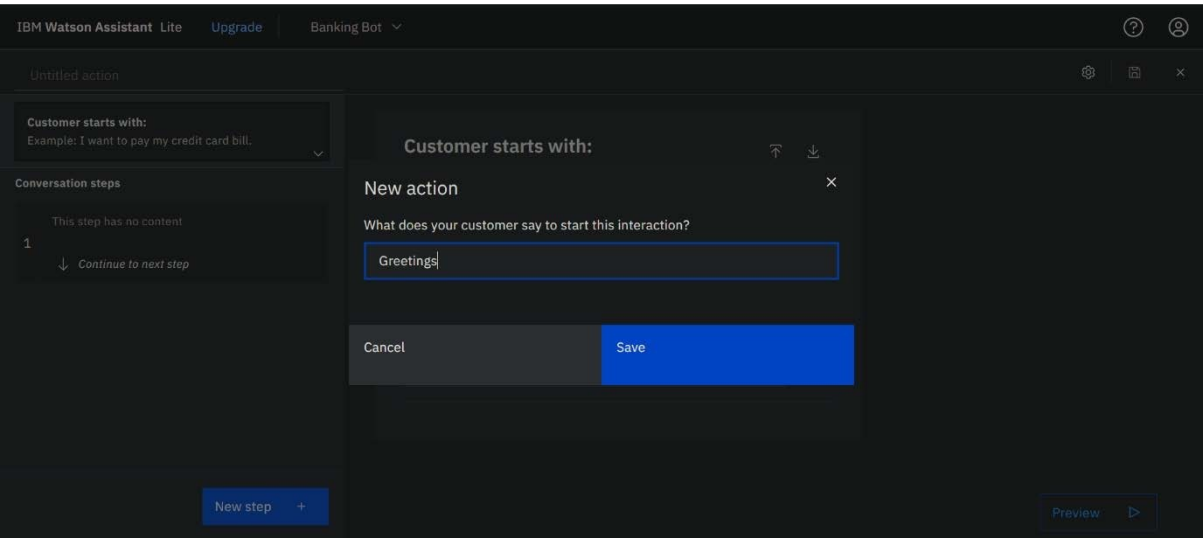 IBM Watson Assistant Lite Upgrade Banking Bot
Untitled action
Customer starts with:
Example: I want to pay my credit card bill.
Conversation steps
This step has no content
1
Continue to next step
New step +
Customer starts with:
New action
What does your customer say to start this interaction?
Greetings
Cancel
Save
Preview